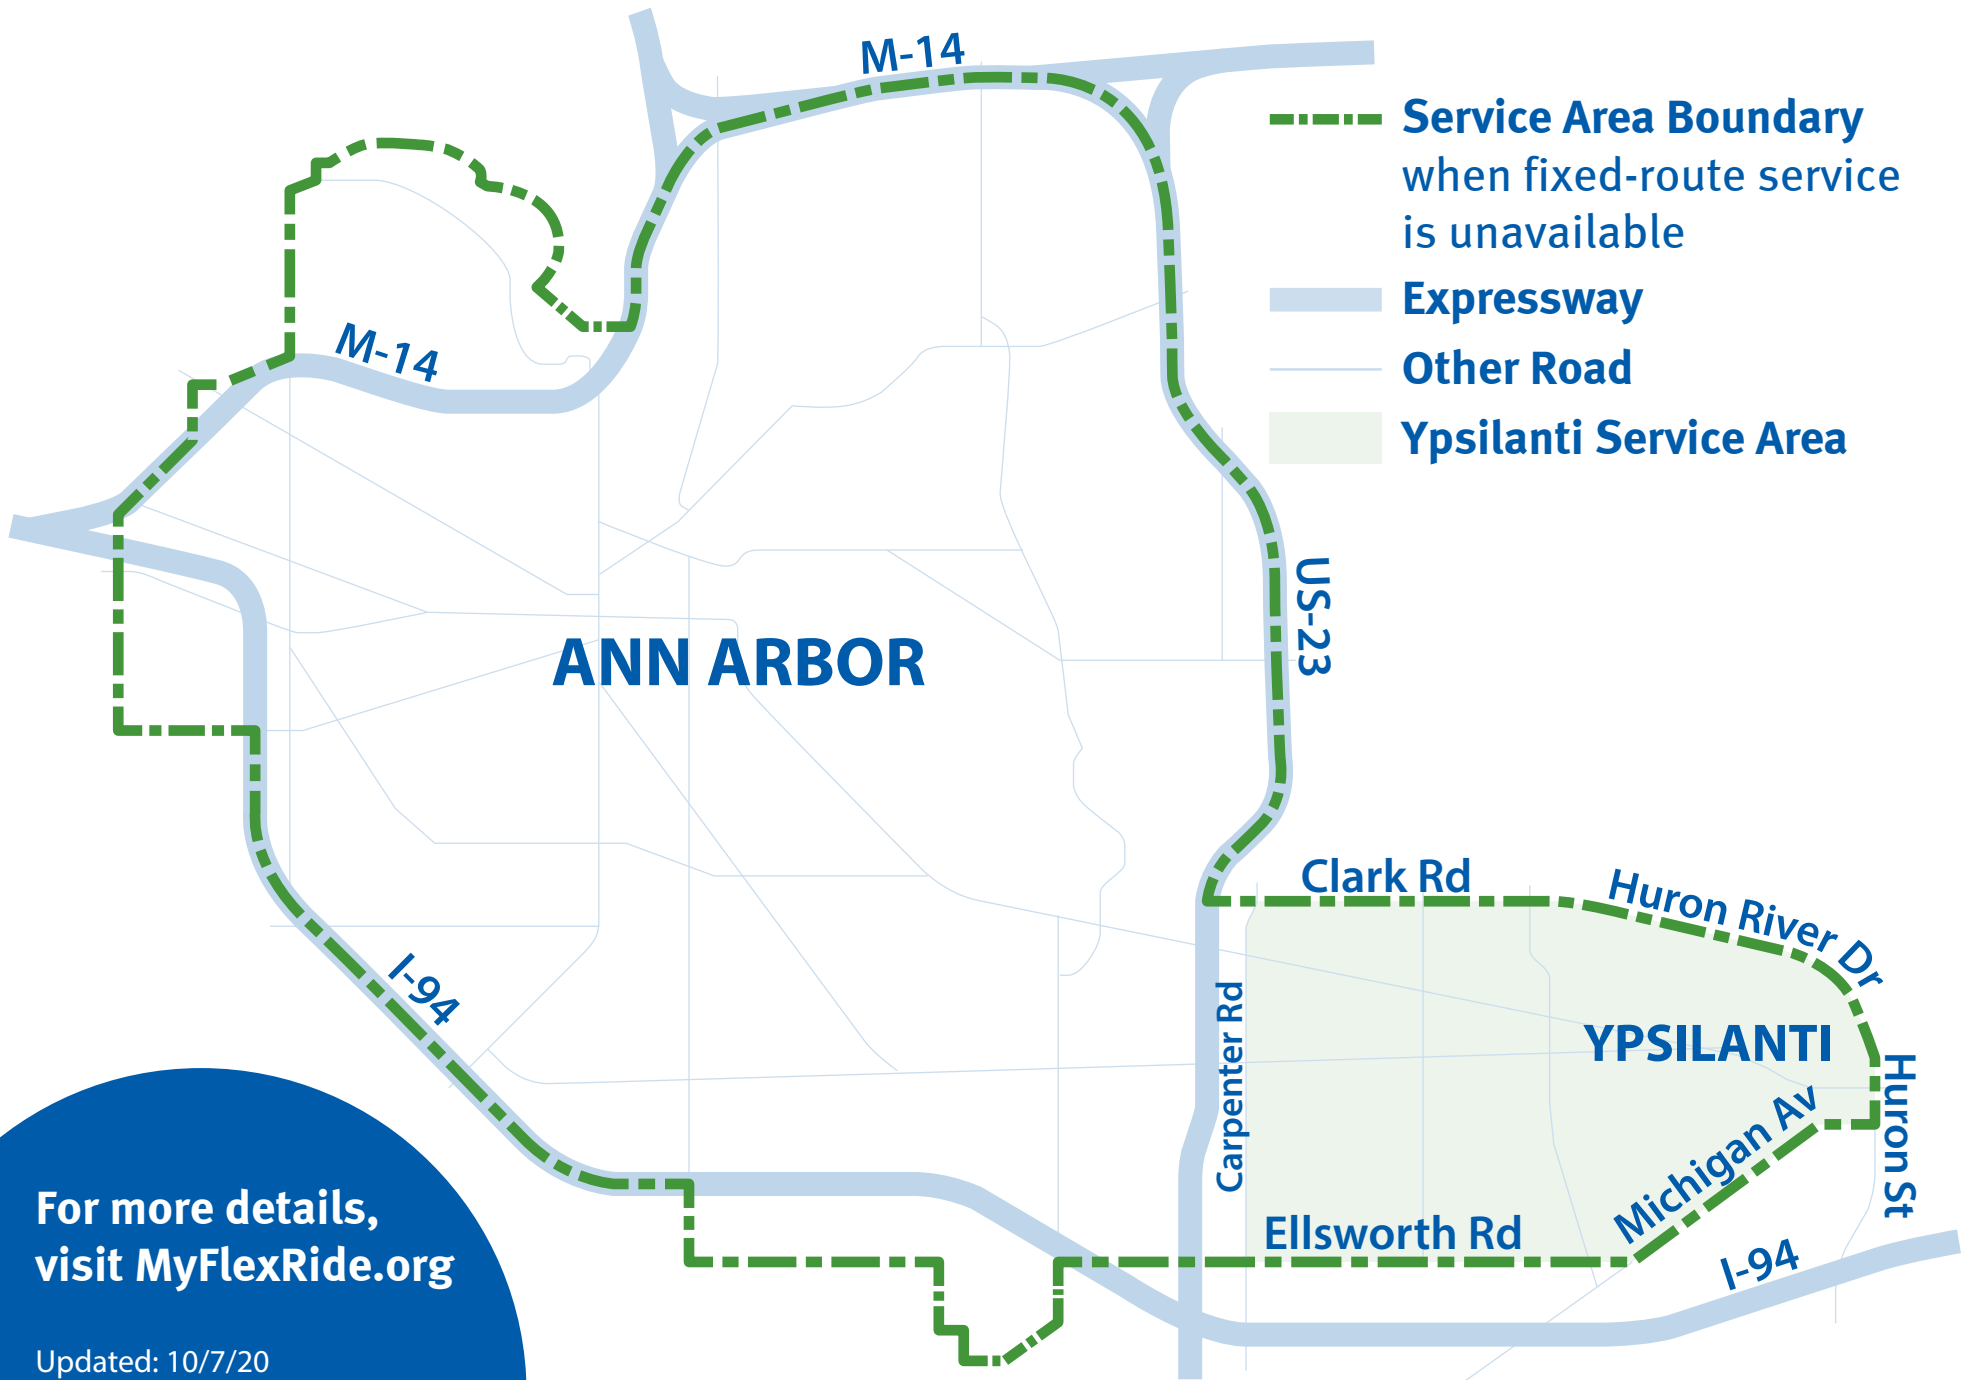 M-14
Service Area Boundary
when fixed-route service
is unavailable
Expressway
Other Road
Ypsilanti Service Area
M-14
US-23
ANN ARBOR
Clark Rd
Huron River Dr
I-94
Carpenter Rd
YPSILANTI
Huron St
Michigan Av
Ellsworth Rd
I-94
For more details,
visit MyFlexRide.org
Updated: 10/7/20